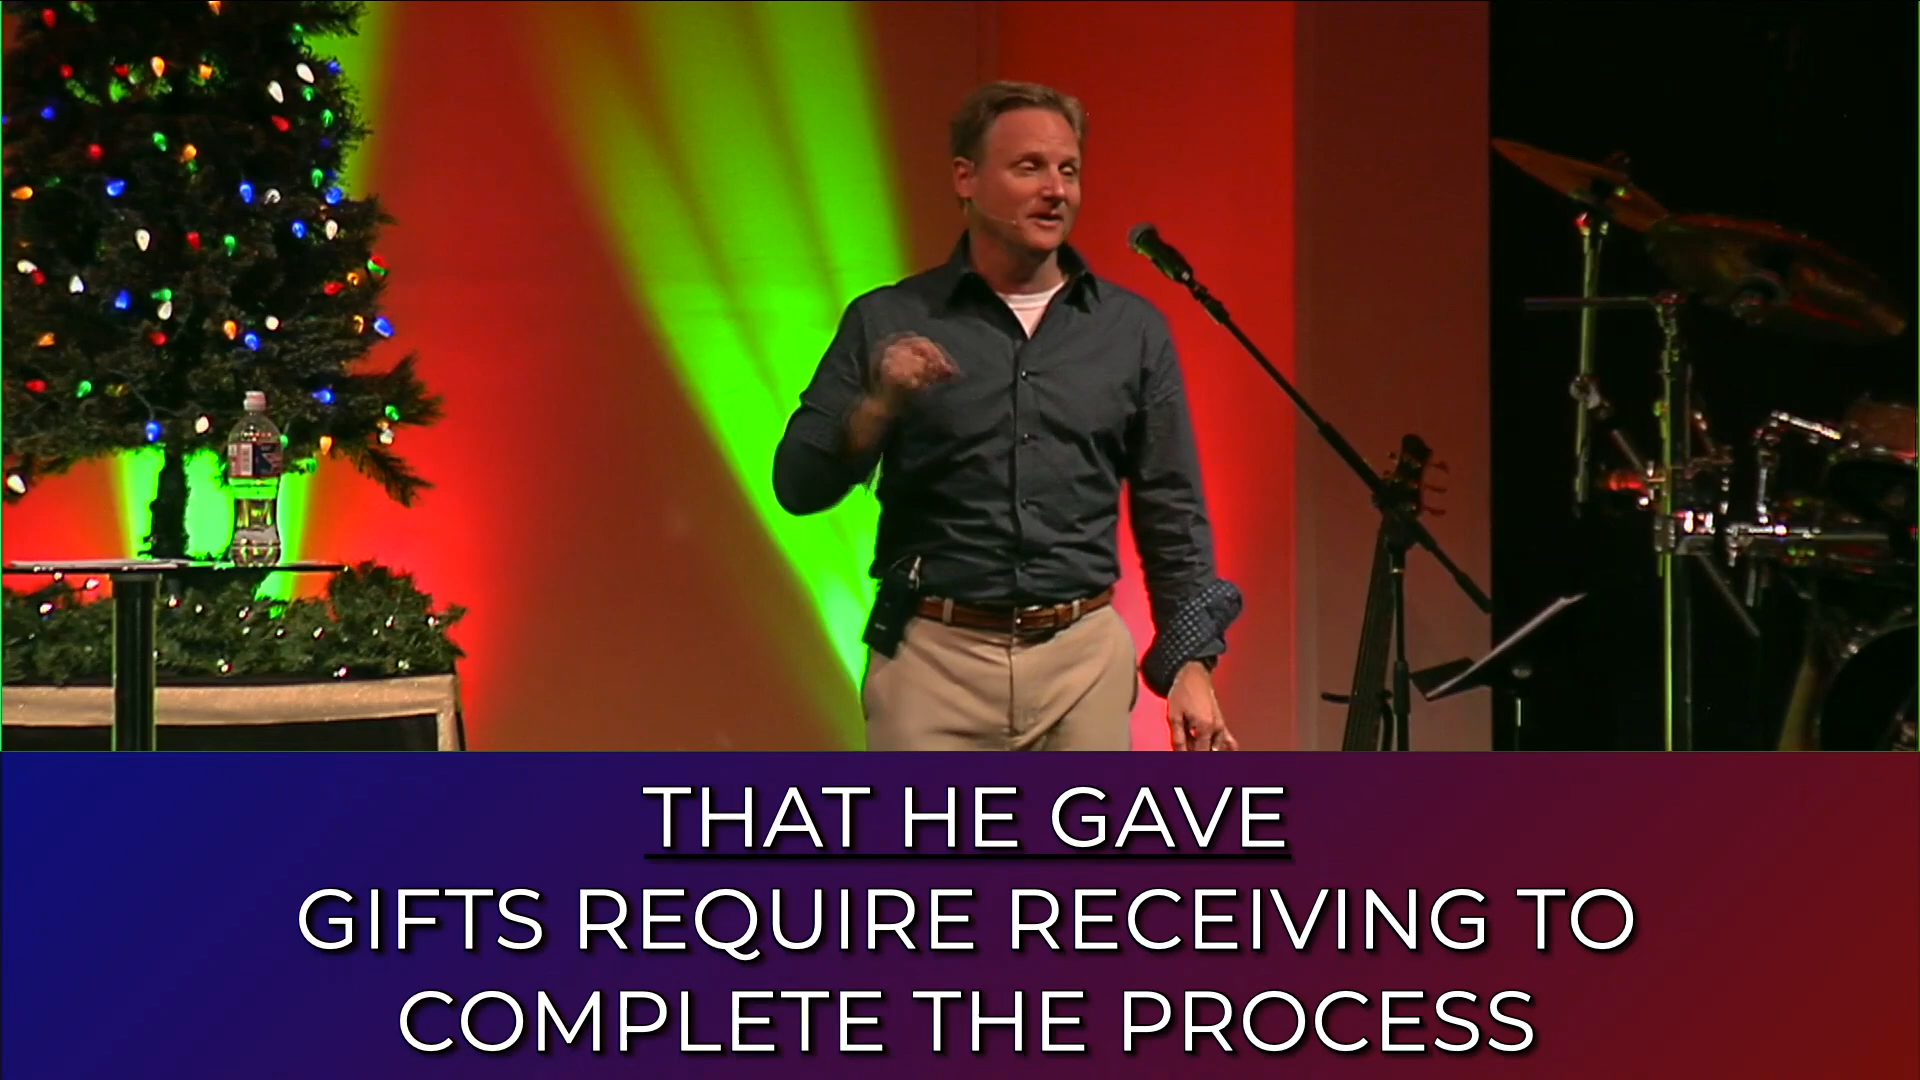 THAT HE GAVE
GIFTS REQUIRE RECEIVING TO
COMPLETE THE PROCESS